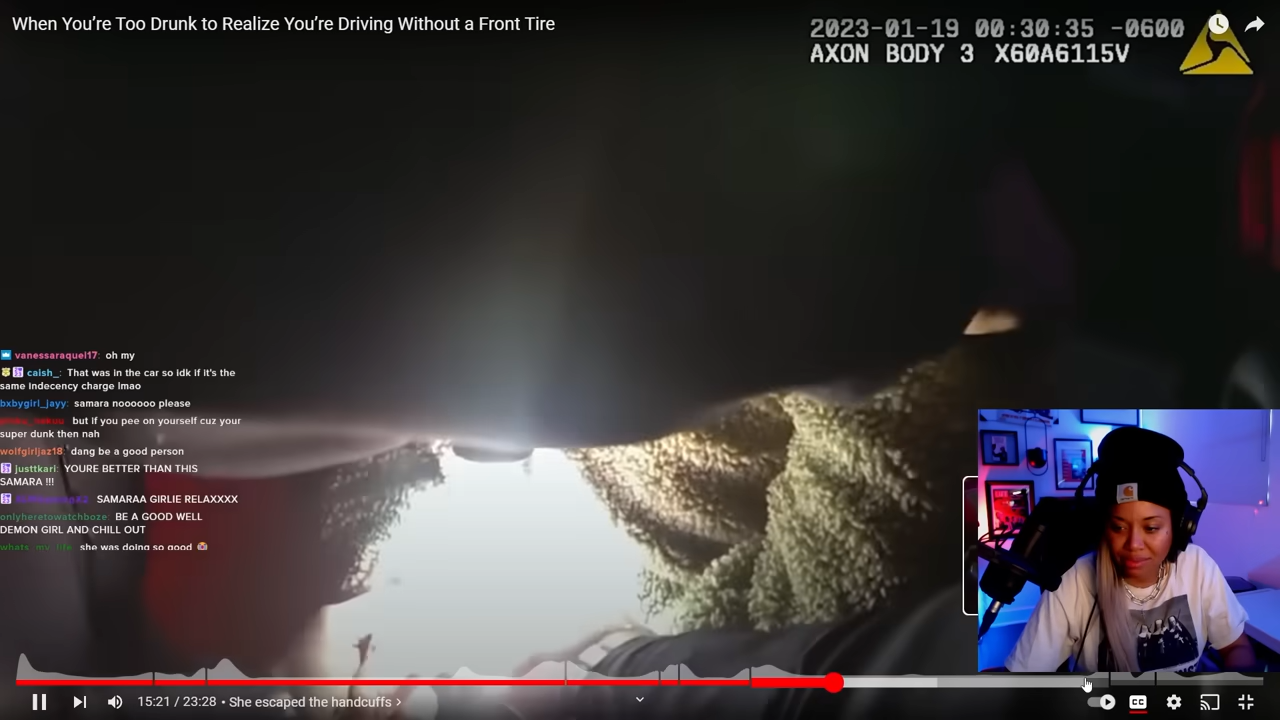 When You’re Too Drunk to Realize You’re Driving Without a Front Tire
2023-01-19 00:30:35 -0600
AXON BODY 3 X60A6115V
vanessaraquel17: oh my
caish_: That was in the car so idk if it's the
same indecency charge lmao
bxbygirl_jayy: samara noooooo please
but if you pee on yourself cuz your
super dunk then nah
wolfgirljaz18: dang be a good person
justtkari: YOURE BETTER THAN THIS
SAMARA !!!
SAMARAA GIRLIE RELAXXXX
onlyheretowatchboze: BE A GOOD WELL
DEMON GIRL AND CHILL OUT
whats_my_life: she was doing so good
15:21 / 23:28 • She escaped the handcuffs >
CC